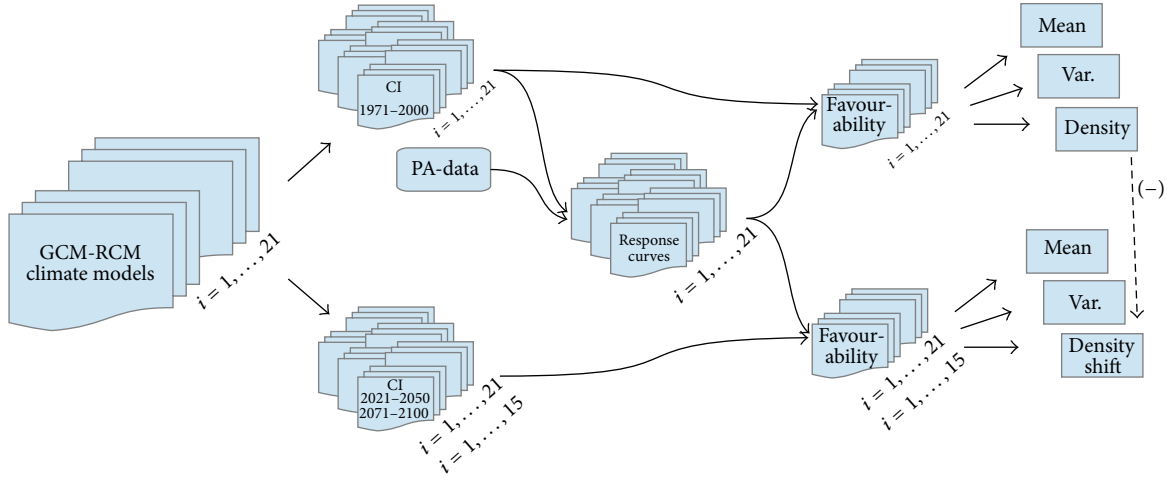 GCM-RCM
climate models
i = 1, . . . , 21
CI
1971–2000
i = 1, . . . , 21
PA-data
Response
curves
i = 1, . . . , 21
CI
2021–2050
2071–2100
i = 1, . . . , 21
i = 1, . . . , 15
Favour-
ability
i = 1, . . . , 21
Mean
Var.
Density
(−)
Favour-
ability
i = 1, . . . , 21
i = 1, . . . , 15
Mean
Var.
Density
shift